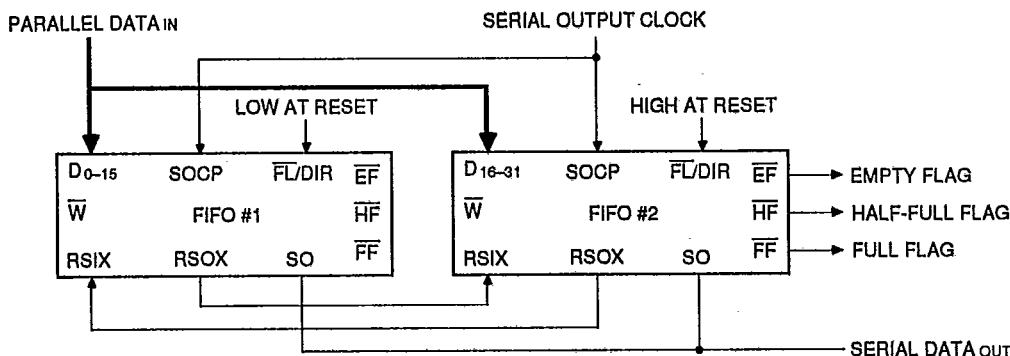 PARALLEL DATA IN
SERIAL OUTPUT CLOCK
LOW AT RESET
HIGH AT RESET
D0–15 SOCP FL/DIR EF
W FIFO #1 HF
RSIX RSOX SO FF
D16–31 SOCP FL/DIR EF
W FIFO #2 HF
RSIX RSOX SO FF
EMPTY FLAG
HALF-FULL FLAG
FULL FLAG
SERIAL DATA OUT